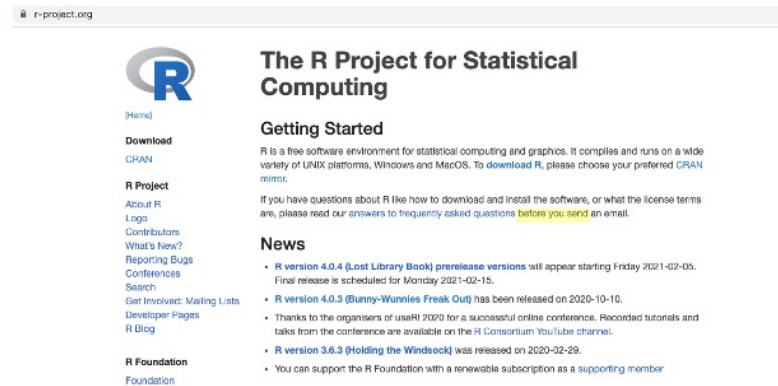 r-project.org
R
[Home]
Download
CRAN
R Project
About R
Logo
Contributors
What's New?
Reporting Bugs
Conferences
Search
Get Involved: Mailing Lists
Developer Pages
R Blog
R Foundation
Foundation
The R Project for Statistical
Computing
Getting Started
R is a free software environment for statistical computing and graphics. It compiles and runs on a wide
variety of UNIX platforms, Windows and MacOS. To download R, please choose your preferred CRAN
mirror.
If you have questions about R like how to download and install the software, or what the license terms
are, please read our answers to frequently asked questions before you send an email.
News
• R version 4.0.4 (Lost Library Book) prerelease versions will appear starting Friday 2021-02-05.
Final release is scheduled for Monday 2021-02-15.
• R version 4.0.3 (Bunny-Wunnies Freak Out) has been released on 2020-10-10.
• Thanks to the organisers of useR! 2020 for a successful online conference. Recorded tutorials and
talks from the conference are available on the R Consortium YouTube channel.
• R version 3.6.3 (Holding the Windsock) was released on 2020-02-29.
• You can support the R Foundation with a renewable subscription as a supporting member